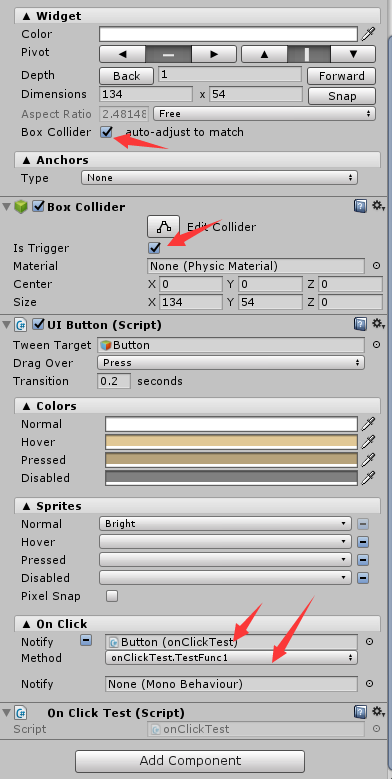 ▲ Widget
Color
Pivot ◄ ► ▲ ▼
Depth Back 1 Forward
Dimensions 134 x 54 Snap
Aspect Ratio 2.48148 Free
Box Collider auto-adjust to match
▲ Anchors
Type None
Box Collider
Edit Collider
Is Trigger
Material None (Physic Material)
Center X 0 Y 0 Z 0
Size X 134 Y 54 Z 0
UI Button (Script)
Tween Target Button
Drag Over Press
Transition 0.2 seconds
▲ Colors
Normal
Hover
Pressed
Disabled
▲ Sprites
Normal Bright
Hover
Pressed
Disabled
Pixel Snap
▲ On Click
Notify Button (onClickTest)
Method onClickTest.TestFunc1
Notify None (Mono Behaviour)
On Click Test (Script)
Script onClickTest
Add Component